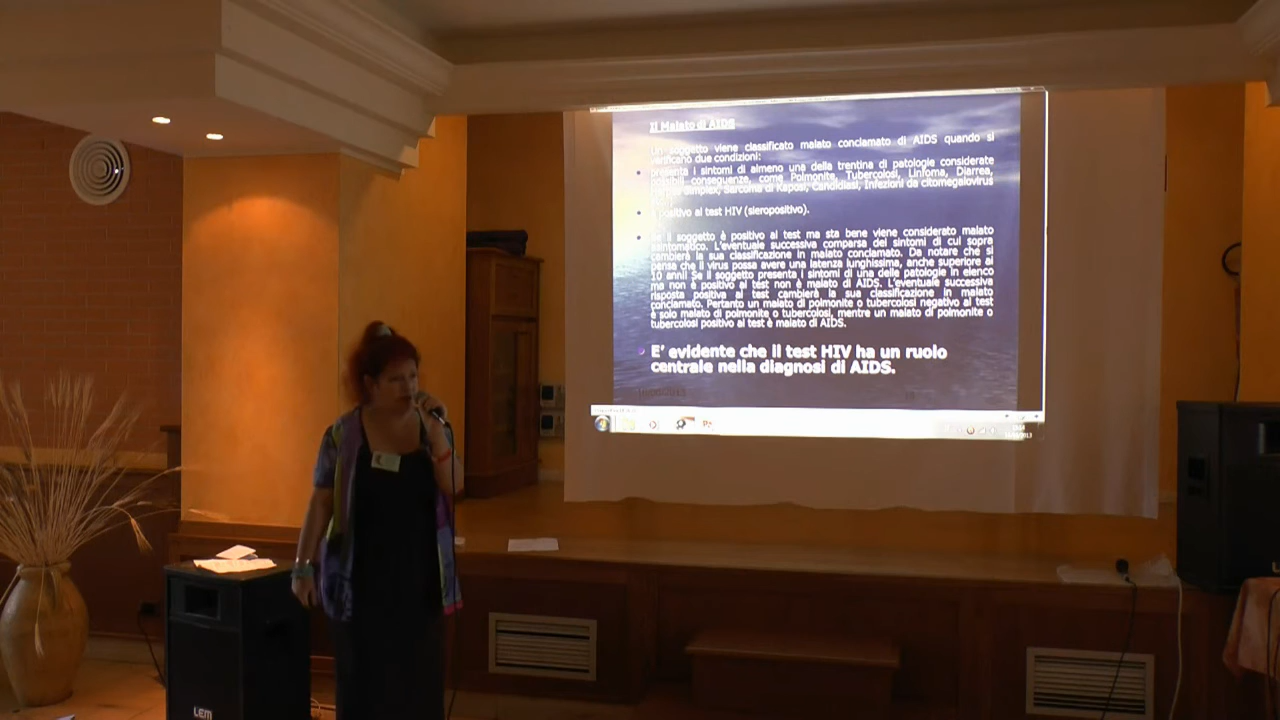 Il Malato di AIDS
Un soggetto viene classificato malato conclamato di AIDS quando si
verificano due condizioni:
presenta i sintomi di almeno una della trentina di patologie considerate
possibili conseguenze, come Polmonite, Tubercolosi, Linfoma, Diarrea,
Simplex, Sarcoma di Kaposi, Candidiasi, Infezioni da citomegalovirus
positivo al test HIV (sieropositivo).
Se il soggetto è positivo al test ma sta bene viene considerato malato
asintomatico. L'eventuale successiva comparsa dei sintomi di cui sopra
cambierà la sua classificazione in malato conclamato. Da notare che si
pensa che il virus possa avere una latenza lunghissima, anche superiore ai
10 anni! Se il soggetto presenta i sintomi di una delle patologie in elenco
ma non è positivo al test non è malato di AIDS. L'eventuale successiva
risposta positiva al test cambierà la sua classificazione in malato
conclamato. Pertanto un malato di polmonite o tubercolosi negativo al test
è solo malato di polmonite o tubercolosi, mentre un malato di polmonite o
tubercolosi positivo al test è malato di AIDS.
E' evidente che il test HIV ha un ruolo
centrale nella diagnosi di AIDS.
LEM